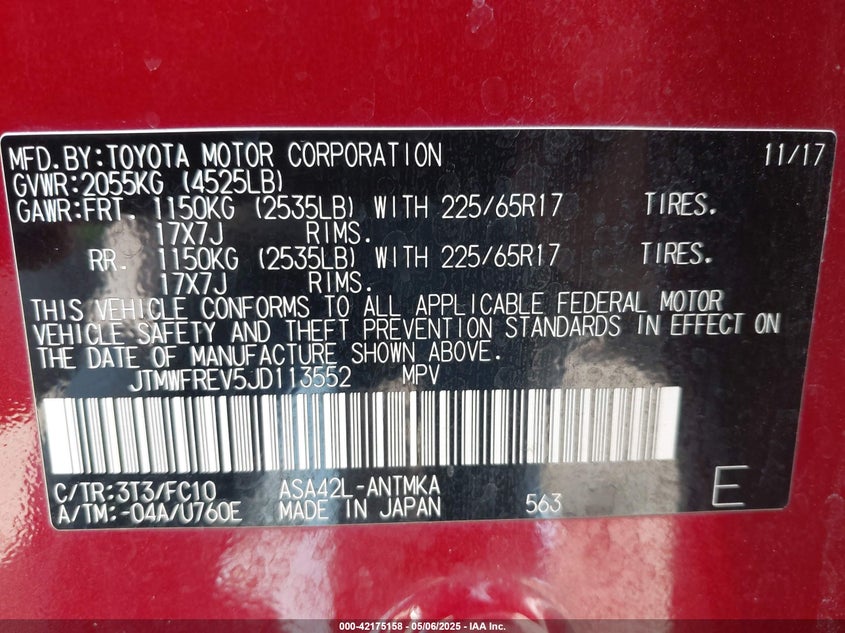 MFD.BY:TOYOTA MOTOR CORPORATION 11/17
GVWR:2055KG (4525LB)
GAWR:FRT. 1150KG (2535LB) WITH 225/65R17 TIRES.
17X7J RIMS.
RR. 1150KG (2535LB) WITH 225/65R17 TIRES.
17X7J RIMS.
THIS VEHICLE CONFORMS TO ALL APPLICABLE FEDERAL MOTOR
VEHICLE SAFETY AND THEFT PREVENTION STANDARDS IN EFFECT ON
THE DATE OF MANUFACTURE SHOWN ABOVE.
JTMWFREV5JD113552 MPV
C/TR:3T3/FC10 ASA42L-ANTMKA
A/TM:-04A/U760E MADE IN JAPAN 563 E
000-42175158 - 05/06/2025 - IAA Inc.